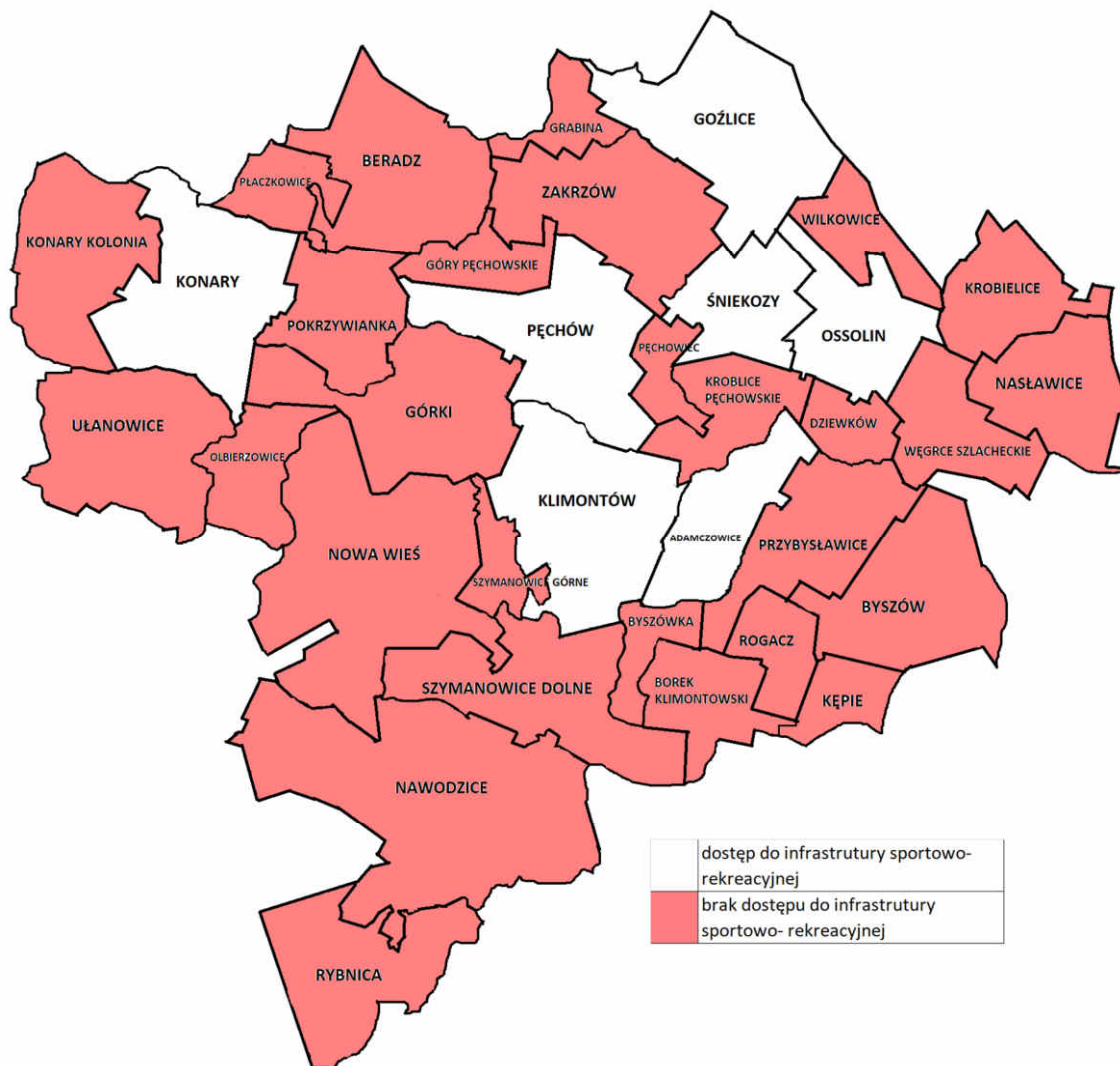 GOŹLICE
GRABINA
BERADZ
PŁACZKOWICE
ZAKRZÓW
WILKOWICE
KONARY KOLONIA
GÓRY PĘCHOWSKIE
KONARY
KROBIELICE
ŚNIEKOZY
POKRZYWIANKA
PĘCHÓW
OSSOLIN
PĘCHOWIEC
NASŁAWICE
KROBLICE
PĘCHOWSKIE
GÓRKI
UŁANOWICE
DZIEWKÓW
WĘGRCE SZLACHECKIE
OLBIERZOWICE
KLIMONTÓW
ADAMCZOWICE
PRZYBYSŁAWICE
NOWA WIEŚ
SZYMANOWICE GÓRNE
BYSZÓW
BYSZÓWKA
ROGACZ
SZYMANOWICE DOLNE
BOREK
KLIMONTOWSKI
KĘPIE
NAWODZICE
RYBNICA
dostęp do infrastrutury sportowo-
rekreacyjnej
brak dostępu do infrastrutury
sportowo- rekreacyjnej